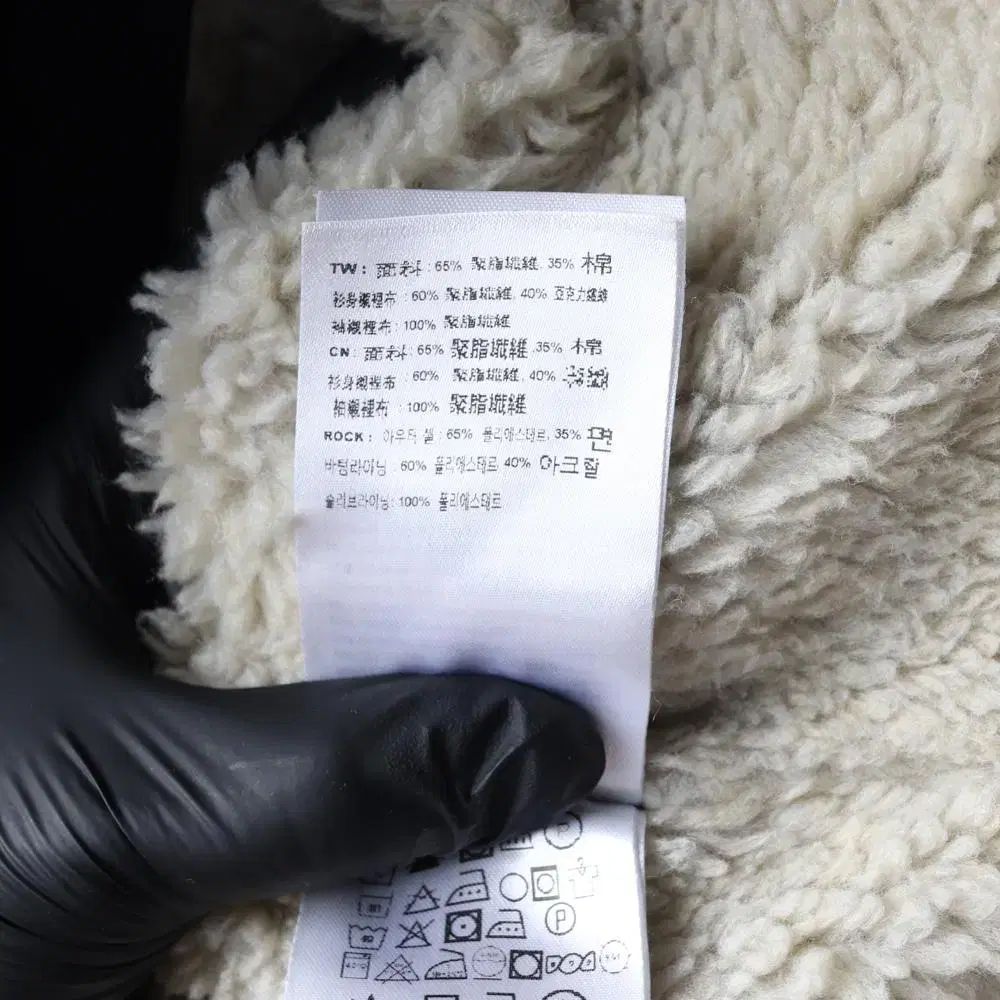 TW: 面料: 65% 聚脂纖維, 35% 棉
衫身襯裡布: 60% 聚脂纖維, 40% 亞克力纖維
袖襯裡布: 100% 聚脂纖維
CN: 面料: 65% 聚脂纖維, 35% 棉
衫身襯裡布: 60% 聚脂纖維, 40%
袖襯裡布: 100% 聚脂纖維
ROCK: 아우터 셸: 65% 폴리에스테르, 35% 면
바텀라이닝: 60% 폴리에스테르, 40% 아크릴
슬리브라이닝: 100% 폴리에스테르
P
P